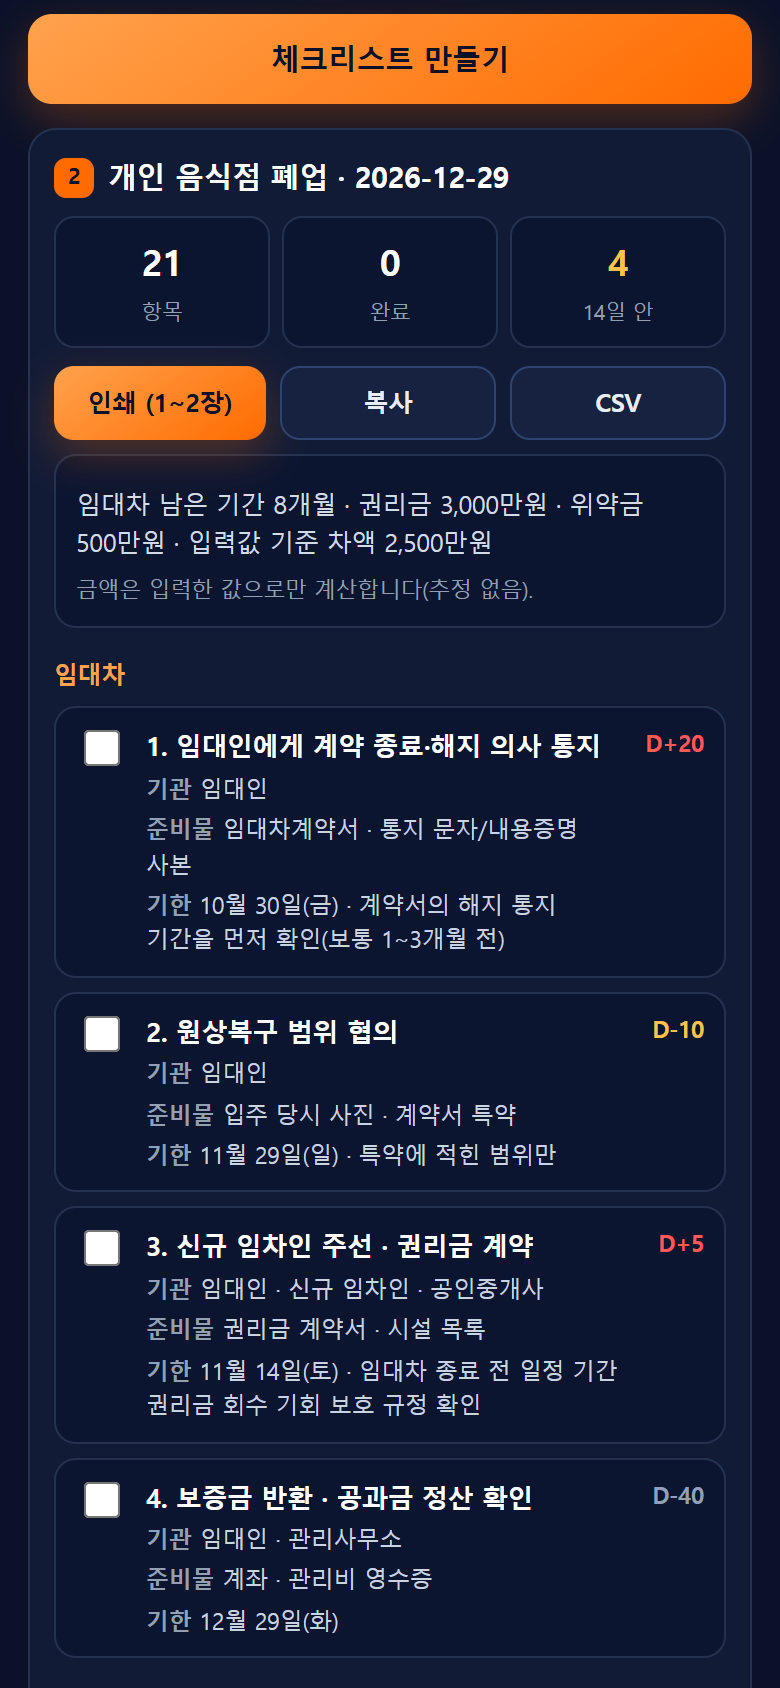 체크리스트 만들기
2 개인 음식점 폐업 · 2026-12-29
21
항목
0
완료
4
14일 안
인쇄 (1~2장)
복사
CSV
임대차 남은 기간 8개월 · 권리금 3,000만원 · 위약금
500만원 · 입력값 기준 차액 2,500만원
금액은 입력한 값으로만 계산합니다(추정 없음).
임대차
1. 임대인에게 계약 종료·해지 의사 통지 D+20
기관 임대인
준비물 임대차계약서 · 통지 문자/내용증명
사본
기한 10월 30일(금) · 계약서의 해지 통지
기간을 먼저 확인(보통 1~3개월 전)
2. 원상복구 범위 협의 D-10
기관 임대인
준비물 입주 당시 사진 · 계약서 특약
기한 11월 29일(일) · 특약에 적힌 범위만
3. 신규 임차인 주선 · 권리금 계약 D+5
기관 임대인 · 신규 임차인 · 공인중개사
준비물 권리금 계약서 · 시설 목록
기한 11월 14일(토) · 임대차 종료 전 일정 기간
권리금 회수 기회 보호 규정 확인
4. 보증금 반환 · 공과금 정산 확인 D-40
기관 임대인 · 관리사무소
준비물 계좌 · 관리비 영수증
기한 12월 29일(화)